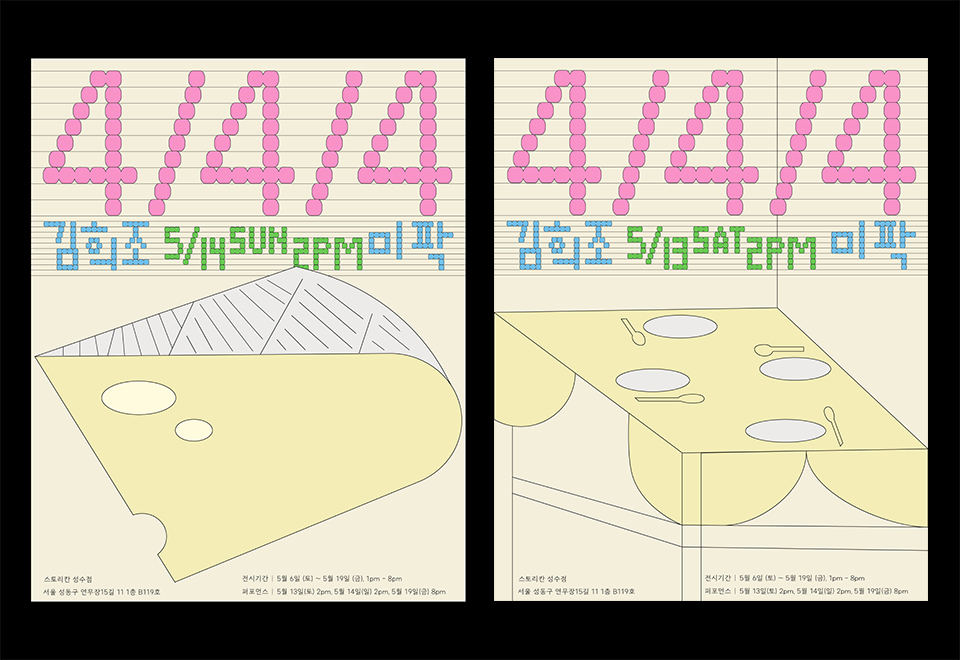 4/4/4
김희조 5/14 SUN 2PM 미팍
스토리칸 성수점
서울 성동구 연무장15길 11 1층 B119호
전시기간 | 5월 6일 (토) ~ 5월 19일 (금), 1pm - 8pm
퍼포먼스 | 5월 13일(토) 2pm, 5월 14일(일) 2pm, 5월 19일(금) 8pm
4/4/4
김희조 5/13 SAT 2PM 미팍
스토리칸 성수점
서울 성동구 연무장15길 11 1층 B119호
전시기간 | 5월 6일 (토) ~ 5월 19일 (금), 1pm - 8pm
퍼포먼스 | 5월 13일(토) 2pm, 5월 14일(일) 2pm, 5월 19일(금) 8pm